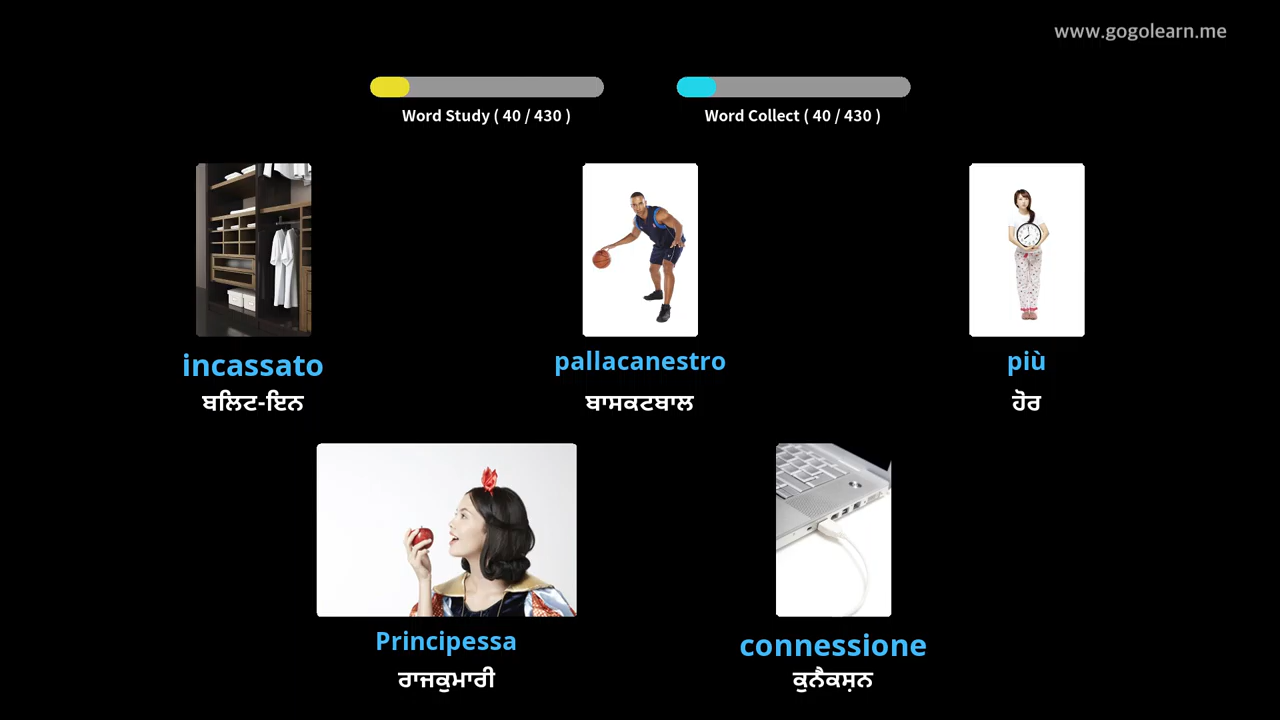 www.gogolearn.me
Word Study ( 40 / 430 )
Word Collect ( 40 / 430 )
incassato
ਬਲਿਟ-ਇਨ
pallacanestro
ਬਾਸਕਟਬਾਲ
più
ਹੋਰ
Principessa
ਰਾਜਕੁਮਾਰੀ
connessione
ਕੁਨੈਕਸ਼ਨ